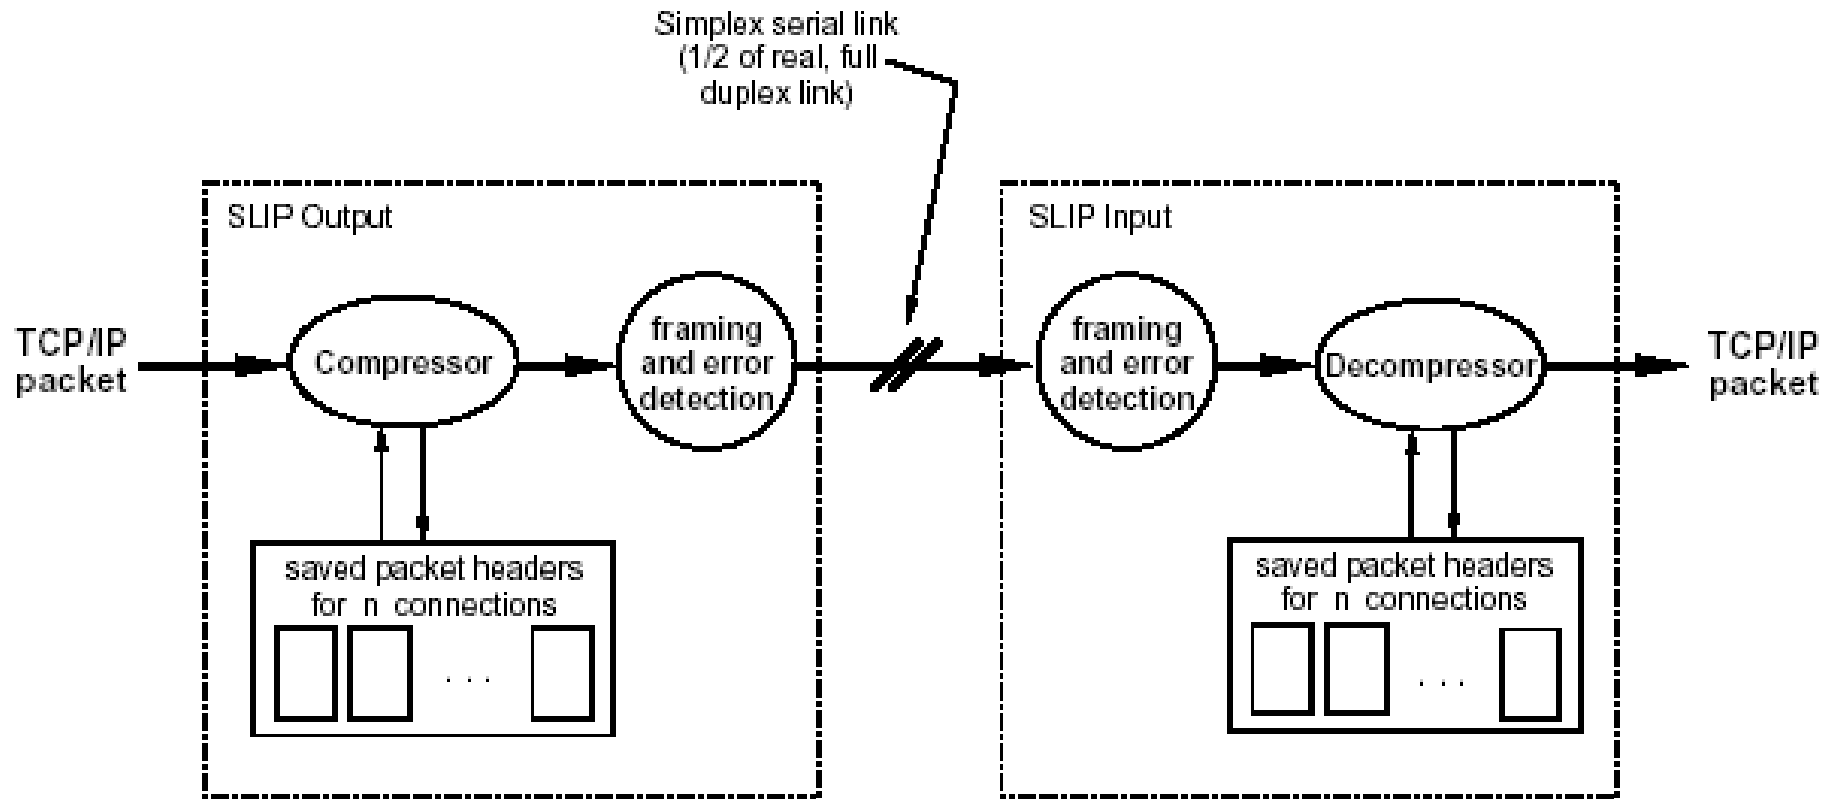 Simplex serial link
(1/2 of real, full
duplex link)
SLIP Output
SLIP Input
TCP/IP
packet
Compressor
framing
and error
detection
framing
and error
detection
Decompressor
TCP/IP
packet
saved packet headers
for n connections
. . .
saved packet headers
for n connections
. . .